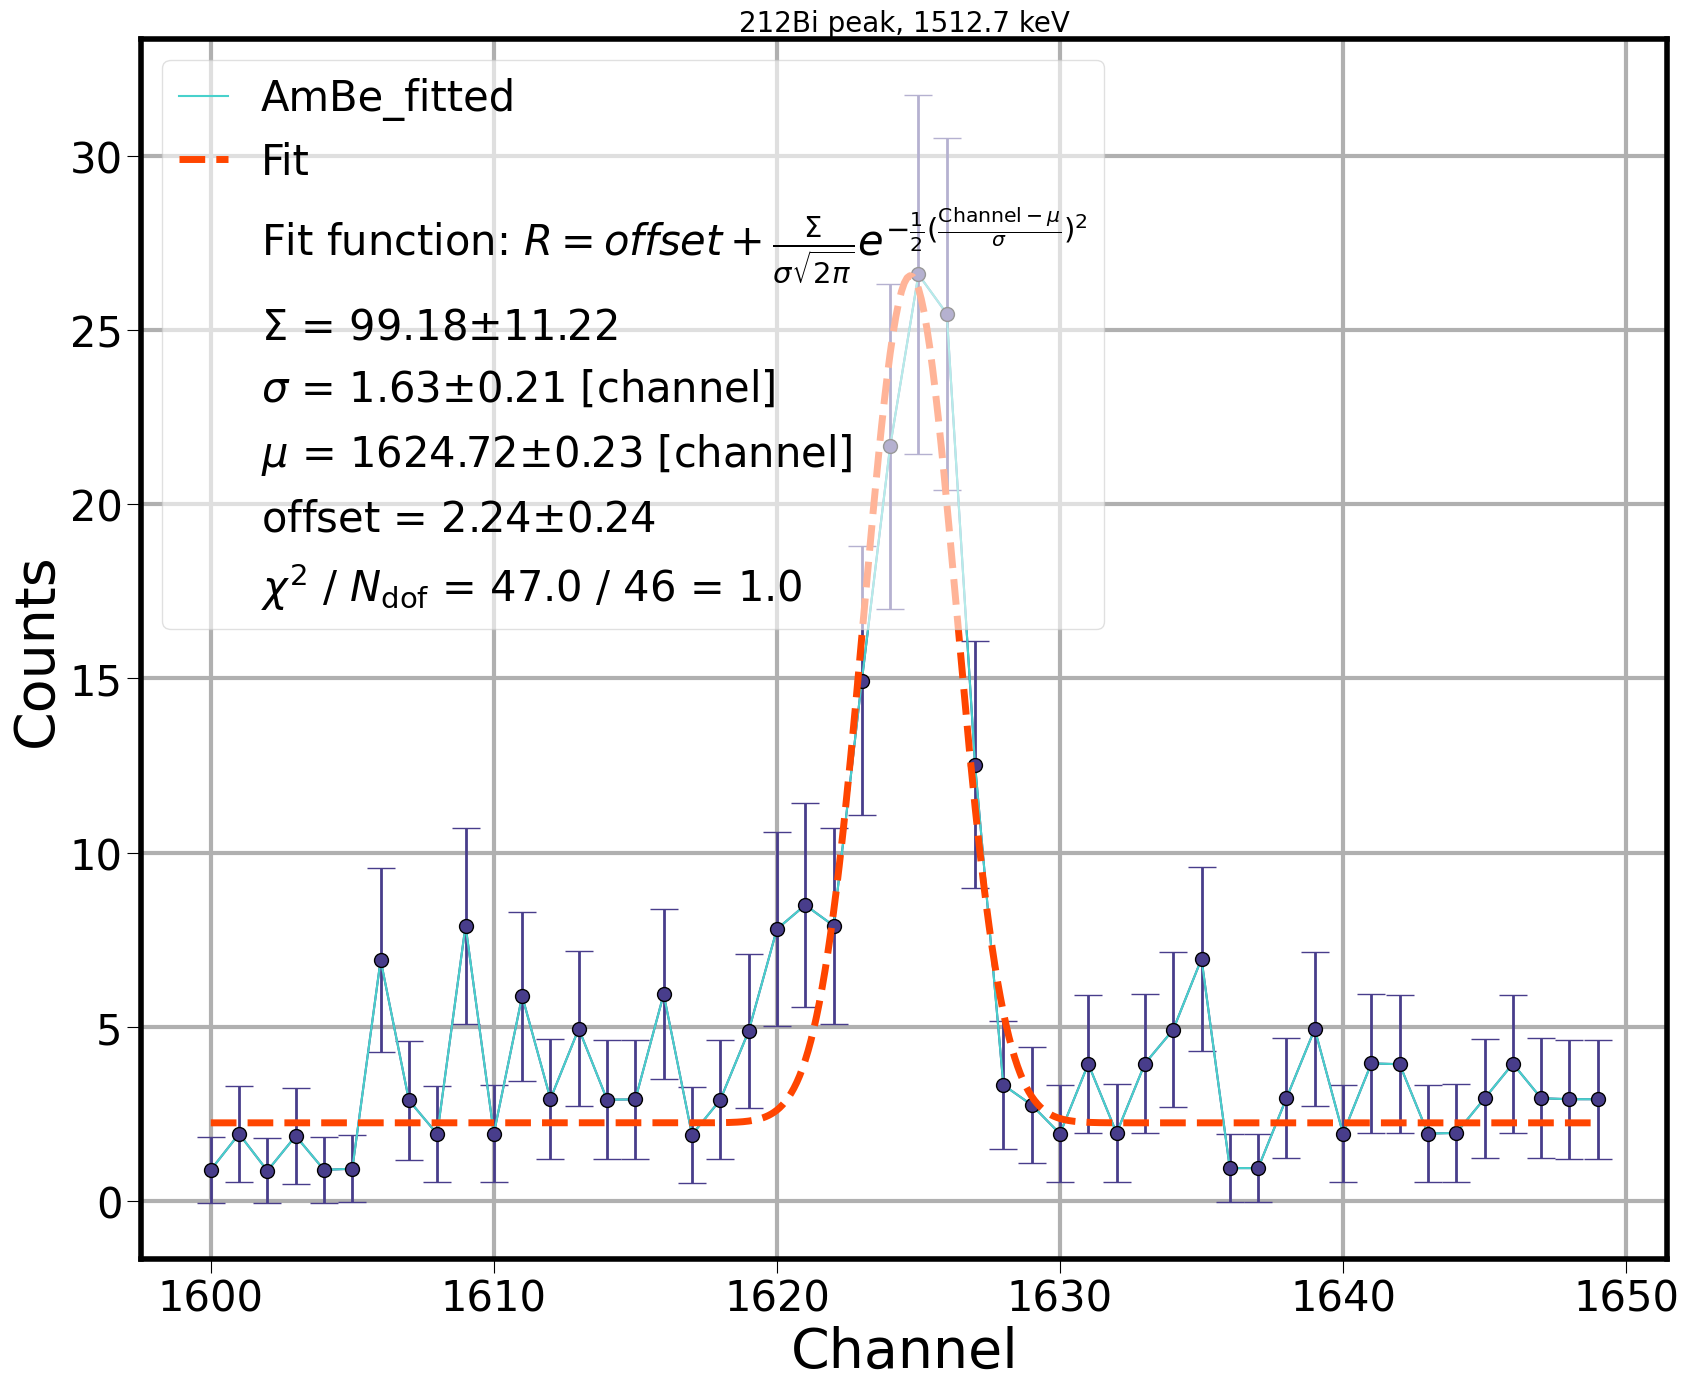 212Bi peak, 1512.7 keV
AmBe_fitted
Fit
Fit function: R = offset + Σ/(σ√2π) e^(−1/2((Channel − μ)/σ)²)
Σ = 99.18±11.22
σ = 1.63±0.21 [channel]
μ = 1624.72±0.23 [channel]
offset = 2.24±0.24
χ² / N_dof = 47.0 / 46 = 1.0
Counts
30
25
20
15
10
5
0
1600 1610 1620 1630 1640 1650
Channel